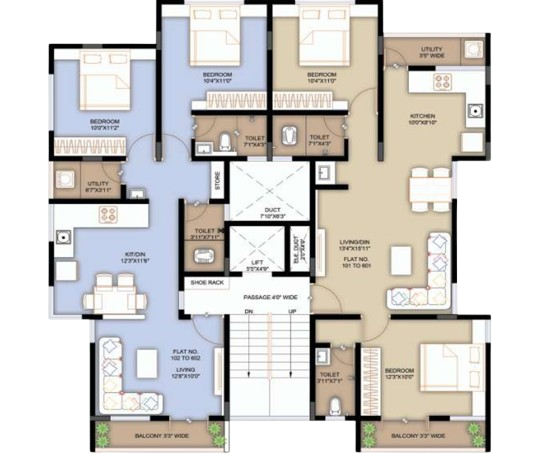 BEDROOM
10'4"X11'0"
BEDROOM
10'4"X11'0"
UTILITY
3'5" WIDE
BEDROOM
10'0"X11'2"
KITCHEN
10'0"X8'10"
TOILET
7'1"X4'3"
TOILET
7'1"X4'3"
UTILITY
6'7"X3'11"
STORE
DUCT
7'10"X6'3"
TOILET
3'11"X7'11"
LIVING/DIN
13'4"X15'11"
FLAT NO.
101 TO 601
KIT/DIN
12'3"X11'6"
LIFT
5'0"X4'9"
ELE. DUCT
SHOE RACK
PASSAGE 4'0" WIDE
DN
UP
FLAT NO.
102 TO 602
LIVING
12'8"X10'0"
TOILET
3'11"X7'1"
BEDROOM
12'3"X10'0"
BALCONY 3'3" WIDE
BALCONY 3'3" WIDE